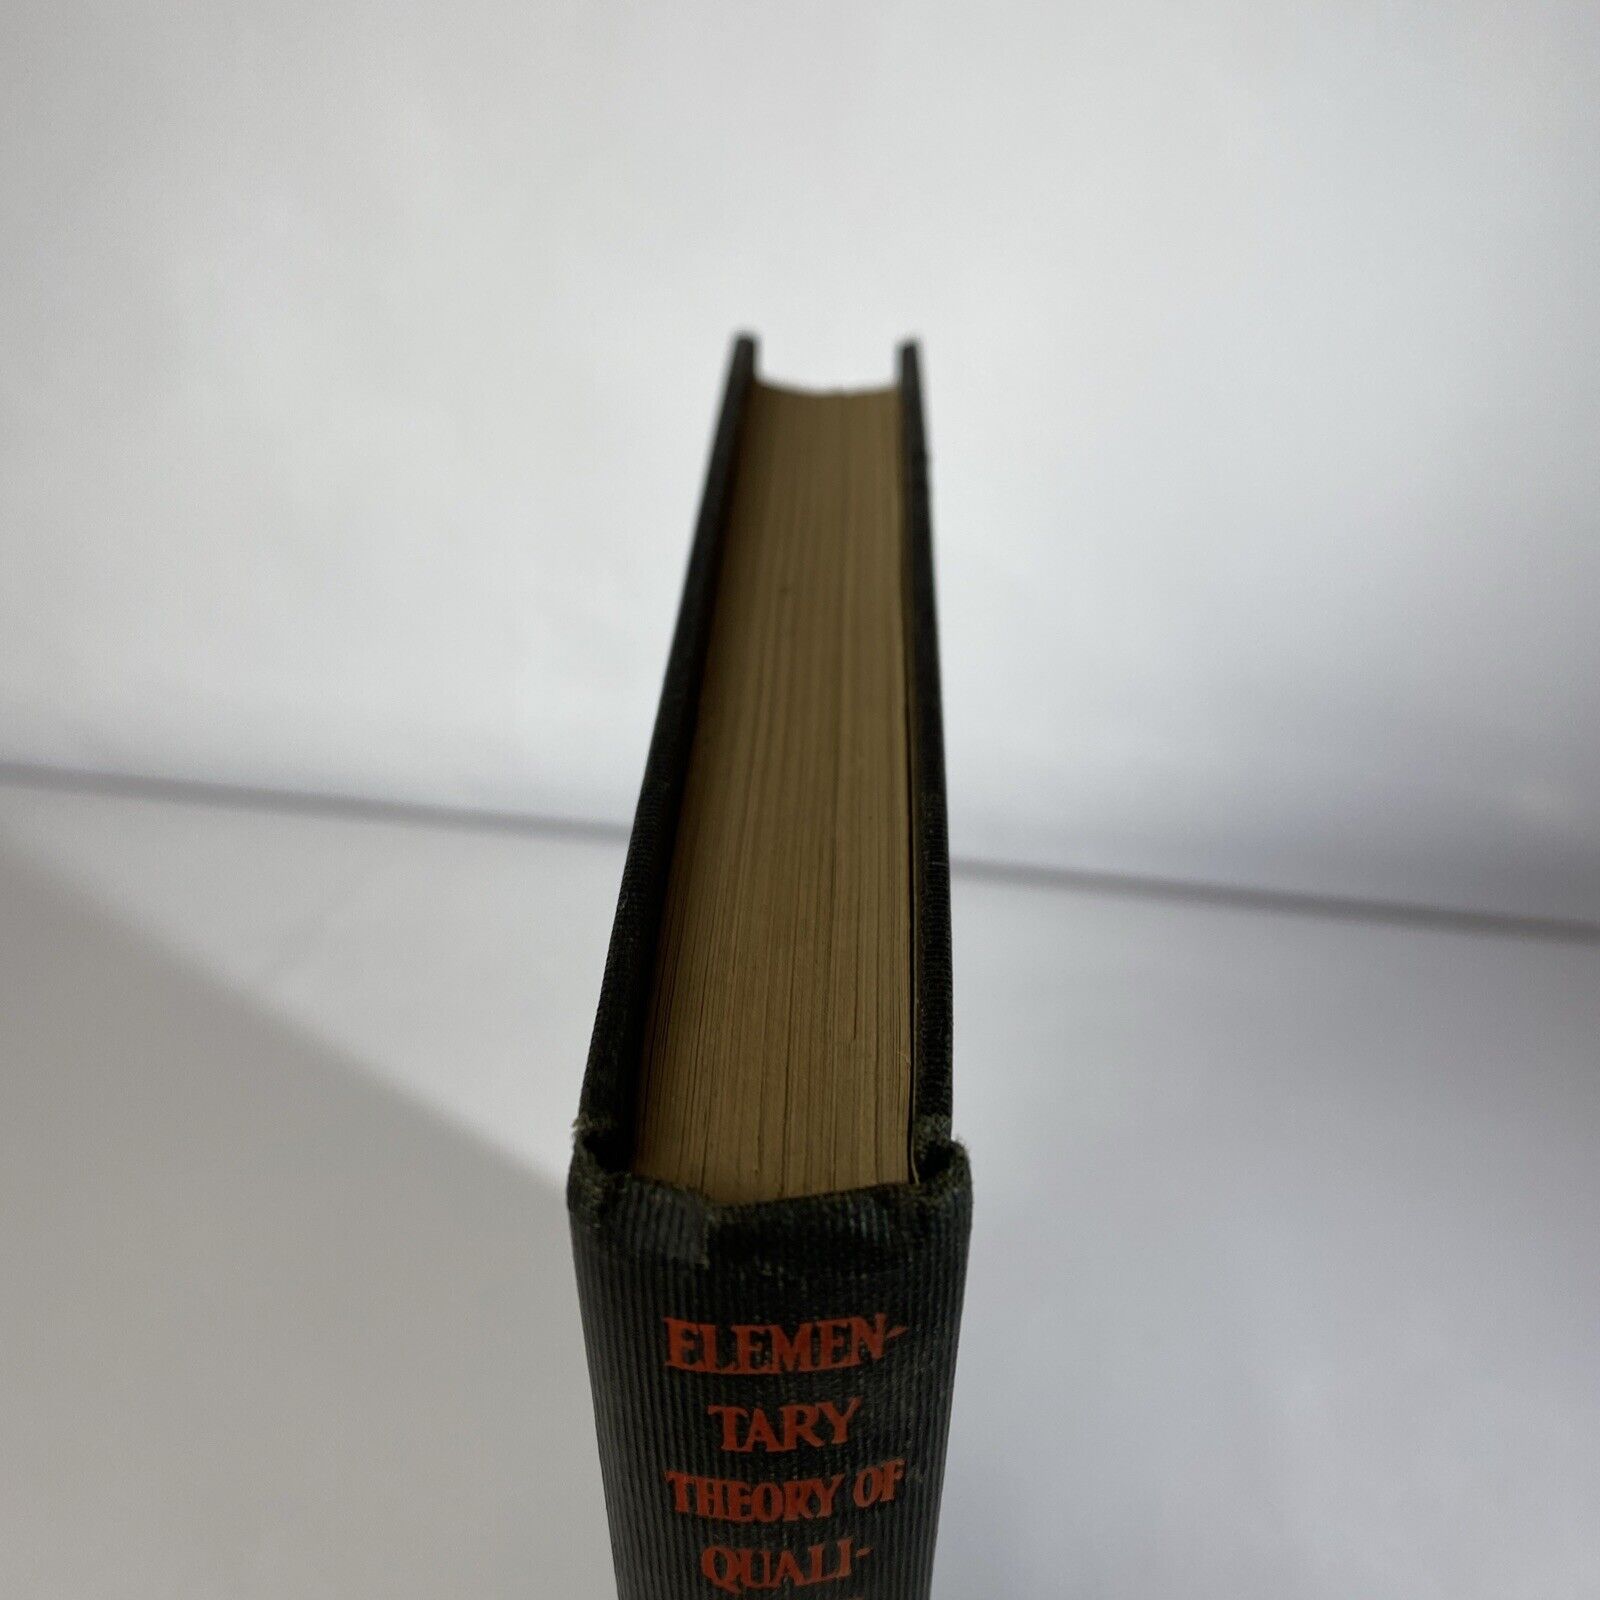 ELEMEN-
TARY
THEORY OF
QUALI-